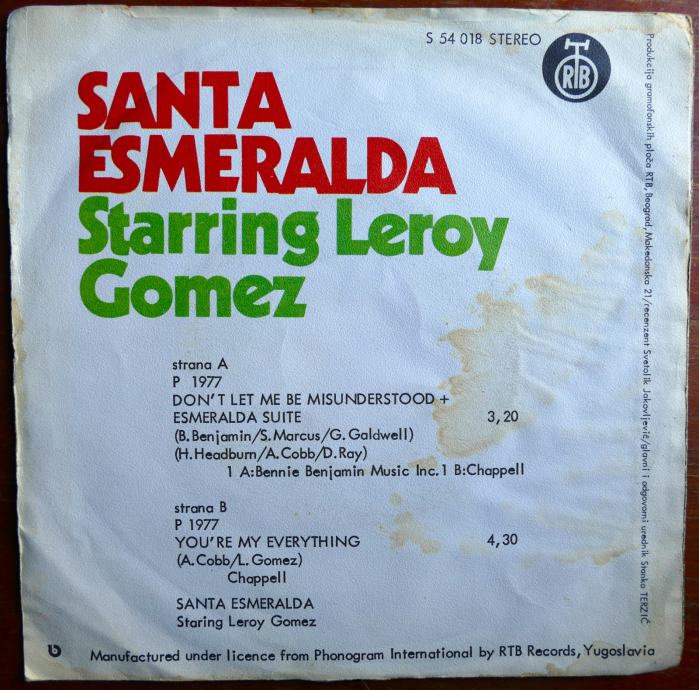 S 54 018 STEREO
RTB
SANTA
ESMERALDA
Starring Leroy
Gomez
strana A
P 1977
DON'T LET ME BE MISUNDERSTOOD +
ESMERALDA SUITE 3,20
(B. Benjamin/S. Marcus/G. Galdwell)
(H. Headburn/A. Cobb/D. Ray)
1 A:Bennie Benjamin Music Inc. 1 B:Chappell
strana B
P 1977
YOU'RE MY EVERYTHING 4,30
(A. Cobb/L. Gomez)
Chappell
SANTA ESMERALDA
Staring Leroy Gomez
Manufactured under licence from Phonogram International by RTB Records, Yugoslavia
Produkcija gramofonskih ploča RTB, Beograd, Makedonska 21/recenzent Svetolik Jakovljević/glavni i odgovorni urednik Stanko TERZIĆ